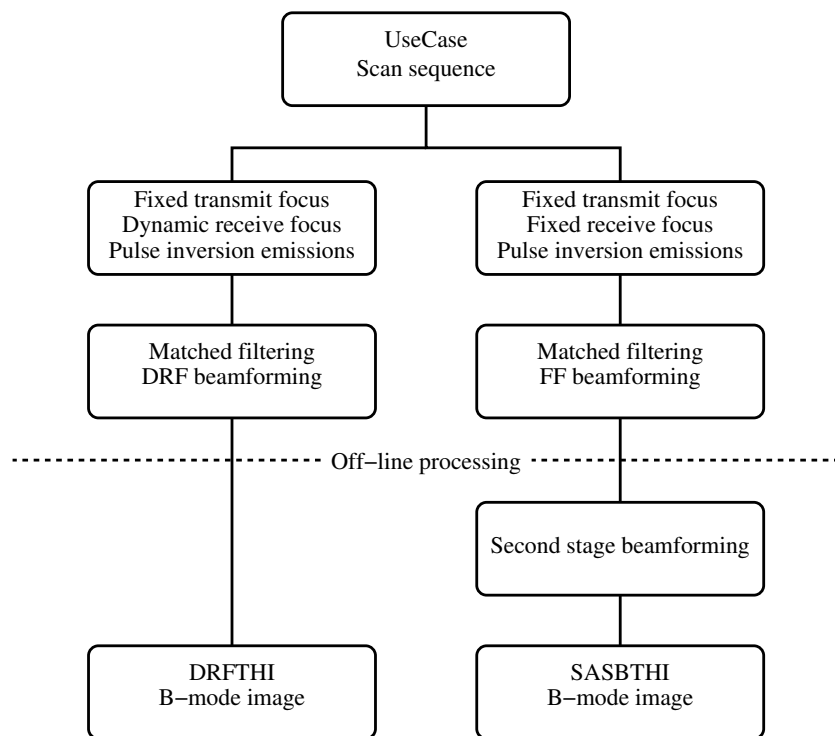 UseCase
Scan sequence
Fixed transmit focus
Dynamic receive focus
Pulse inversion emissions
Fixed transmit focus
Fixed receive focus
Pulse inversion emissions
Matched filtering
DRF beamforming
Matched filtering
FF beamforming
Off−line processing
Second stage beamforming
DRFTHI
B−mode image
SASBTHI
B−mode image